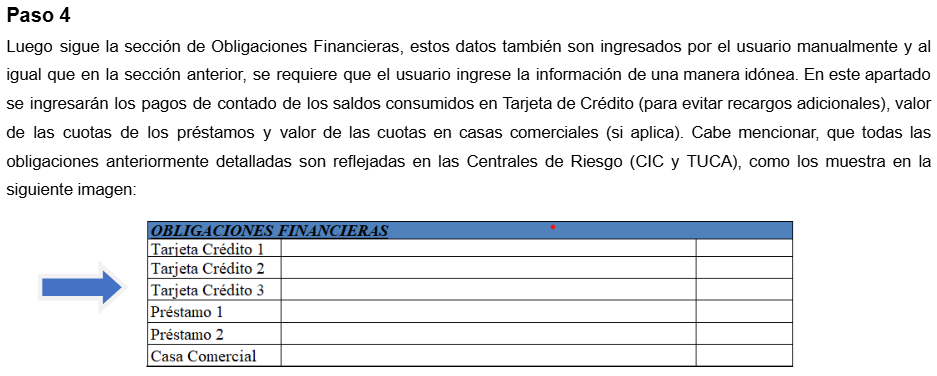 Paso 4
Luego sigue la sección de Obligaciones Financieras, estos datos también son ingresados por el usuario manualmente y al
igual que en la sección anterior, se requiere que el usuario ingrese la información de una manera idónea. En este apartado
se ingresarán los pagos de contado de los saldos consumidos en Tarjeta de Crédito (para evitar recargos adicionales), valor
de las cuotas de los préstamos y valor de las cuotas en casas comerciales (si aplica). Cabe mencionar, que todas las
obligaciones anteriormente detalladas son reflejadas en las Centrales de Riesgo (CIC y TUCA), como los muestra en la
siguiente imagen:
OBLIGACIONES FINANCIERAS
Tarjeta Crédito 1
Tarjeta Crédito 2
Tarjeta Crédito 3
Préstamo 1
Préstamo 2
Casa Comercial